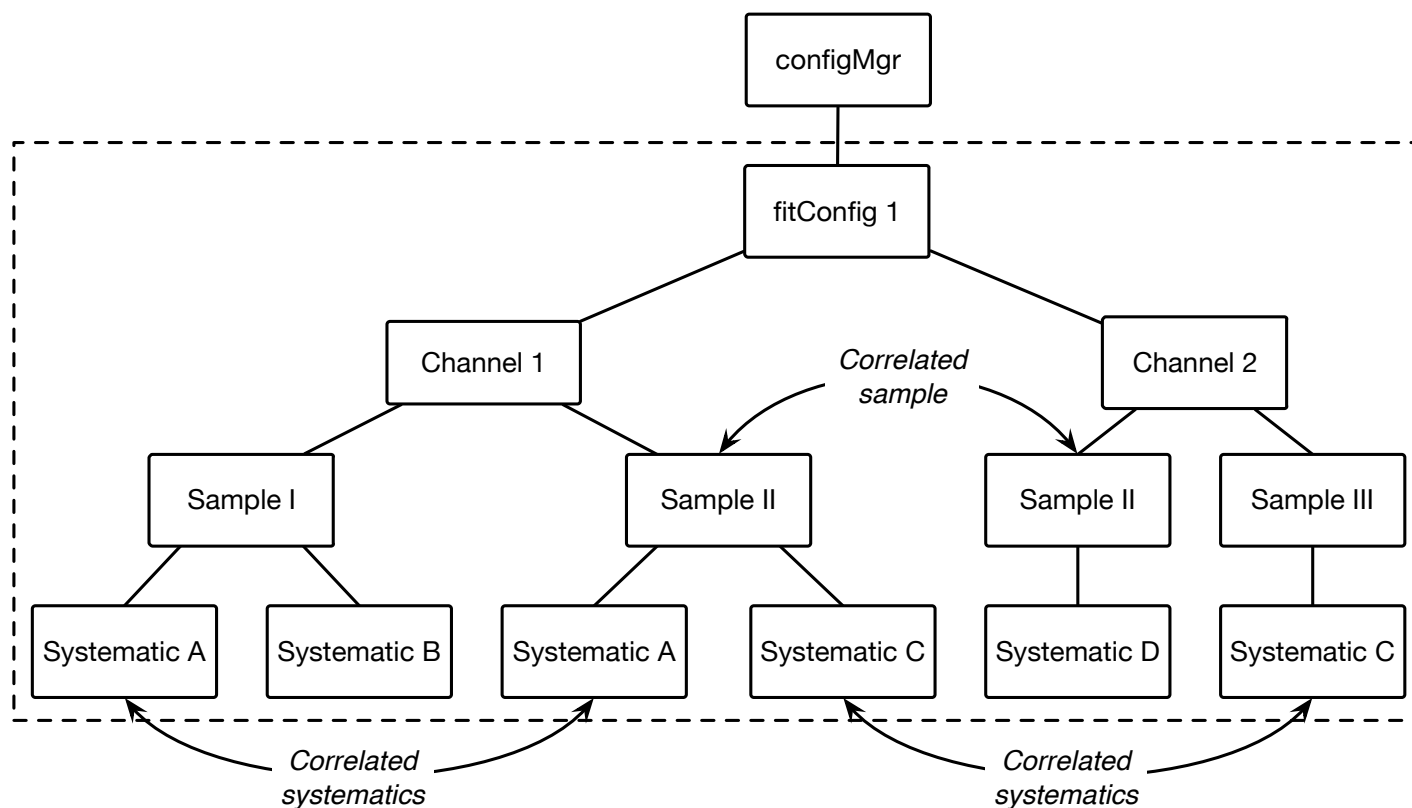 configMgr
fitConfig 1
Channel 1
Correlated
sample
Channel 2
Sample I
Sample II
Sample II
Sample III
Systematic A
Systematic B
Systematic A
Systematic C
Systematic D
Systematic C
Correlated
systematics
Correlated
systematics